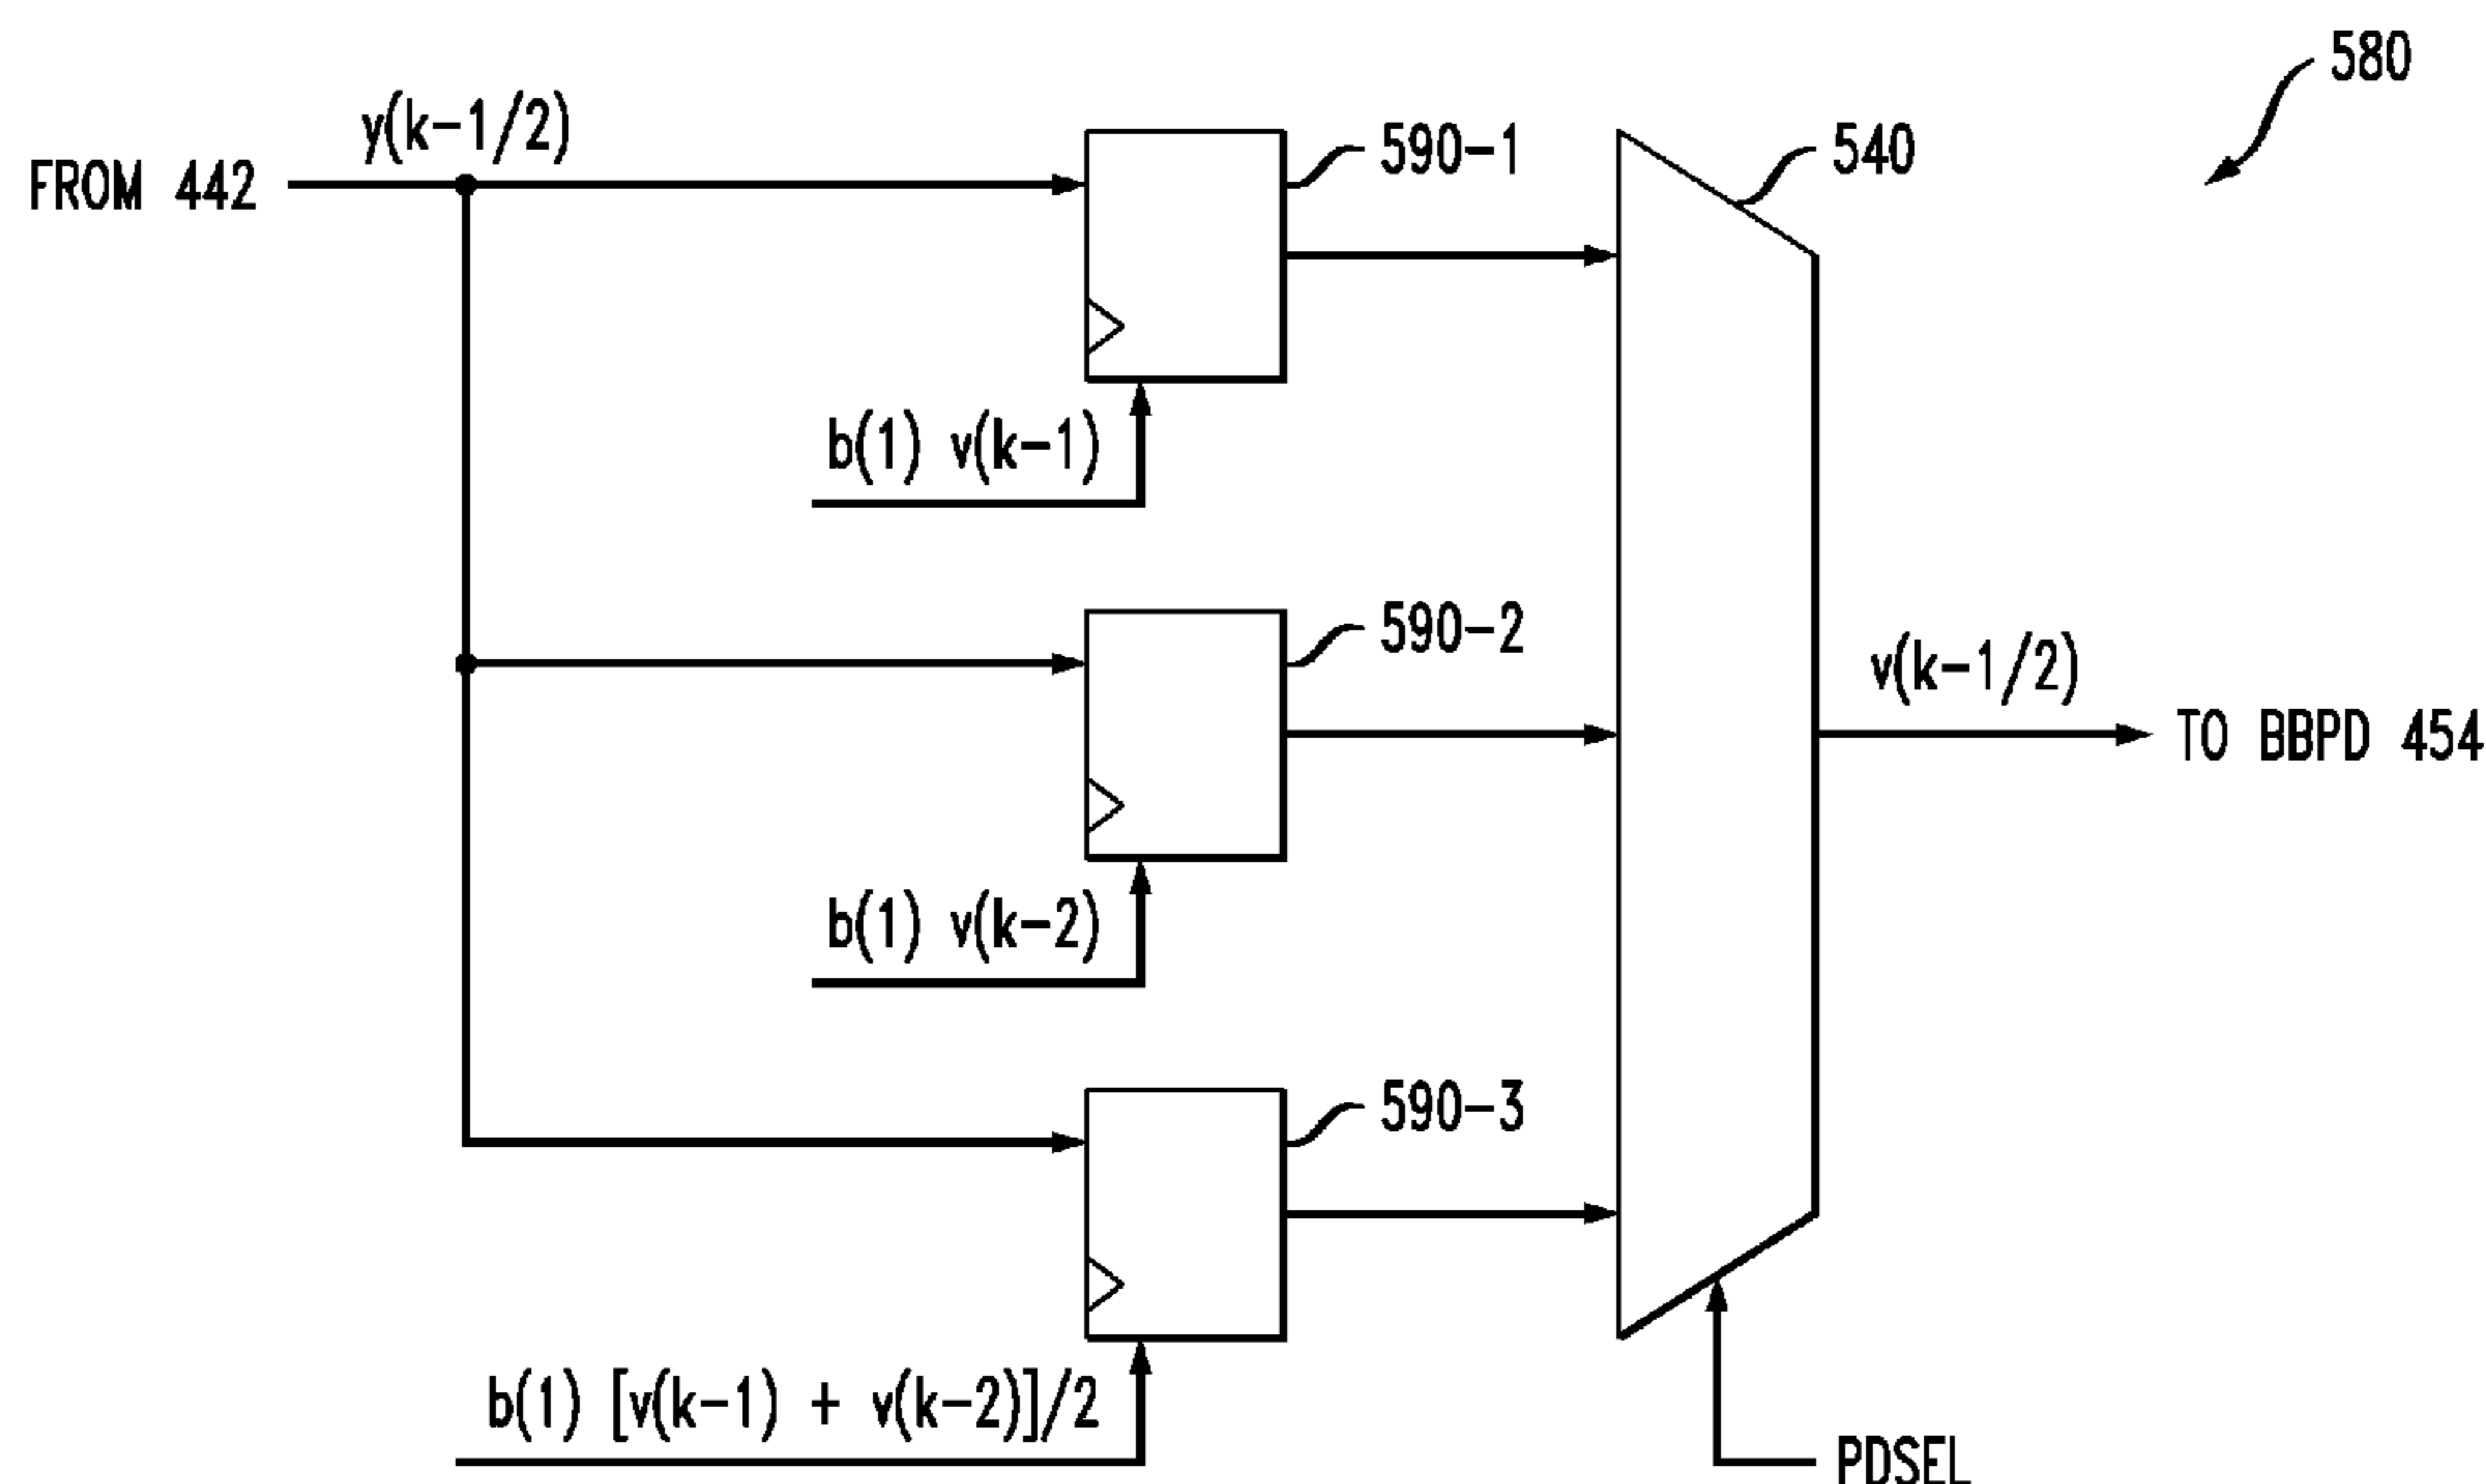 580
y(k-1/2)
590-1
540
FROM 442
b(1) v(k-1)
590-2
v(k-1/2)
TO BBPD 454
b(1) v(k-2)
590-3
b(1) [v(k-1) + v(k-2)]/2
PDSEL